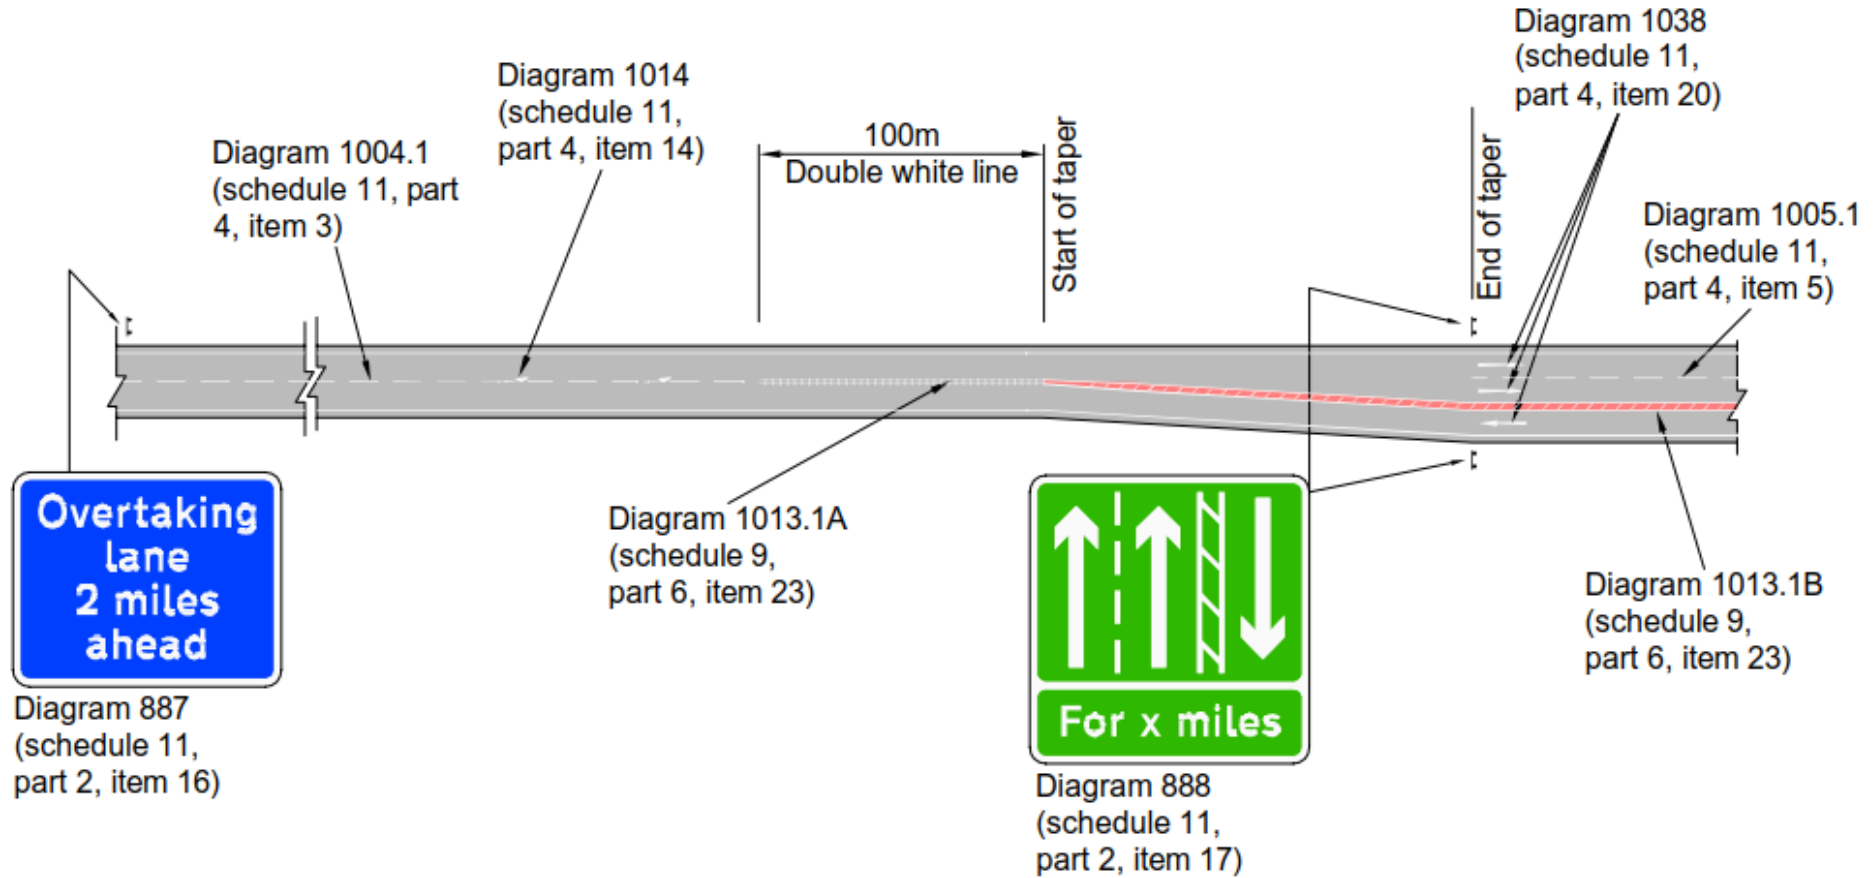 Diagram 1038
(schedule 11,
part 4, item 20)
Diagram 1014
(schedule 11,
part 4, item 14)
Diagram 1004.1
(schedule 11, part
4, item 3)
100m
Double white line
Start of taper
End of taper
Diagram 1005.1
(schedule 11,
part 4, item 5)
Overtaking
lane
2 miles
ahead
Diagram 887
(schedule 11,
part 2, item 16)
Diagram 1013.1A
(schedule 9,
part 6, item 23)
For x miles
Diagram 888
(schedule 11,
part 2, item 17)
Diagram 1013.1B
(schedule 9,
part 6, item 23)